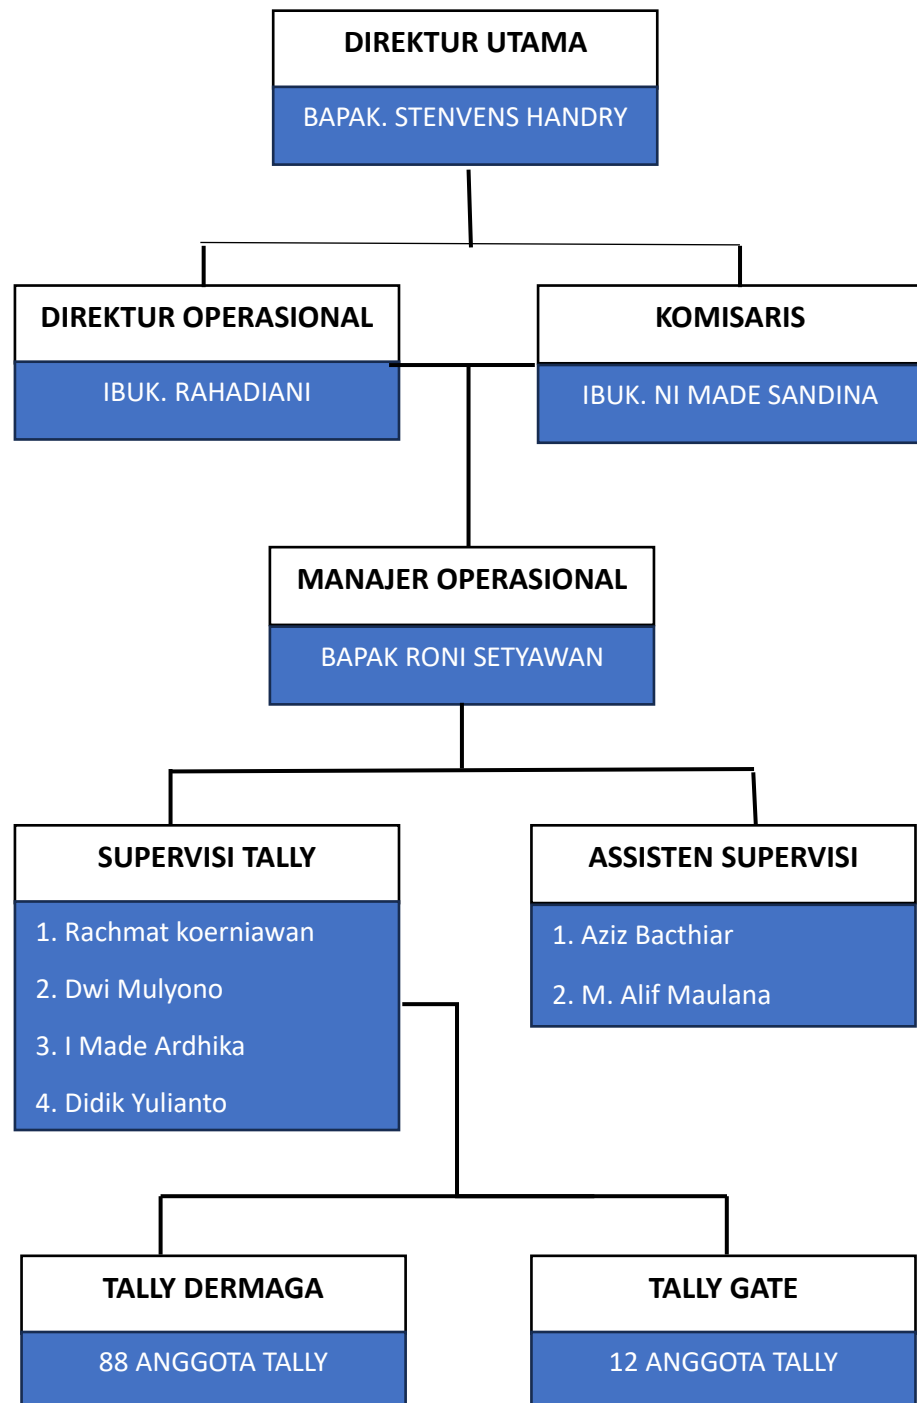 DIREKTUR UTAMA
BAPAK. STENVENS HANDRY
DIREKTUR OPERASIONAL
IBUK. RAHADIANI
KOMISARIS
IBUK. NI MADE SANDINA
MANAJER OPERASIONAL
BAPAK RONI SETYAWAN
SUPERVISI TALLY
1. Rachmat koerniawan
2. Dwi Mulyono
3. I Made Ardhika
4. Didik Yulianto
ASSISTEN SUPERVISI
1. Aziz Bacthiar
2. M. Alif Maulana
TALLY DERMAGA
88 ANGGOTA TALLY
TALLY GATE
12 ANGGOTA TALLY